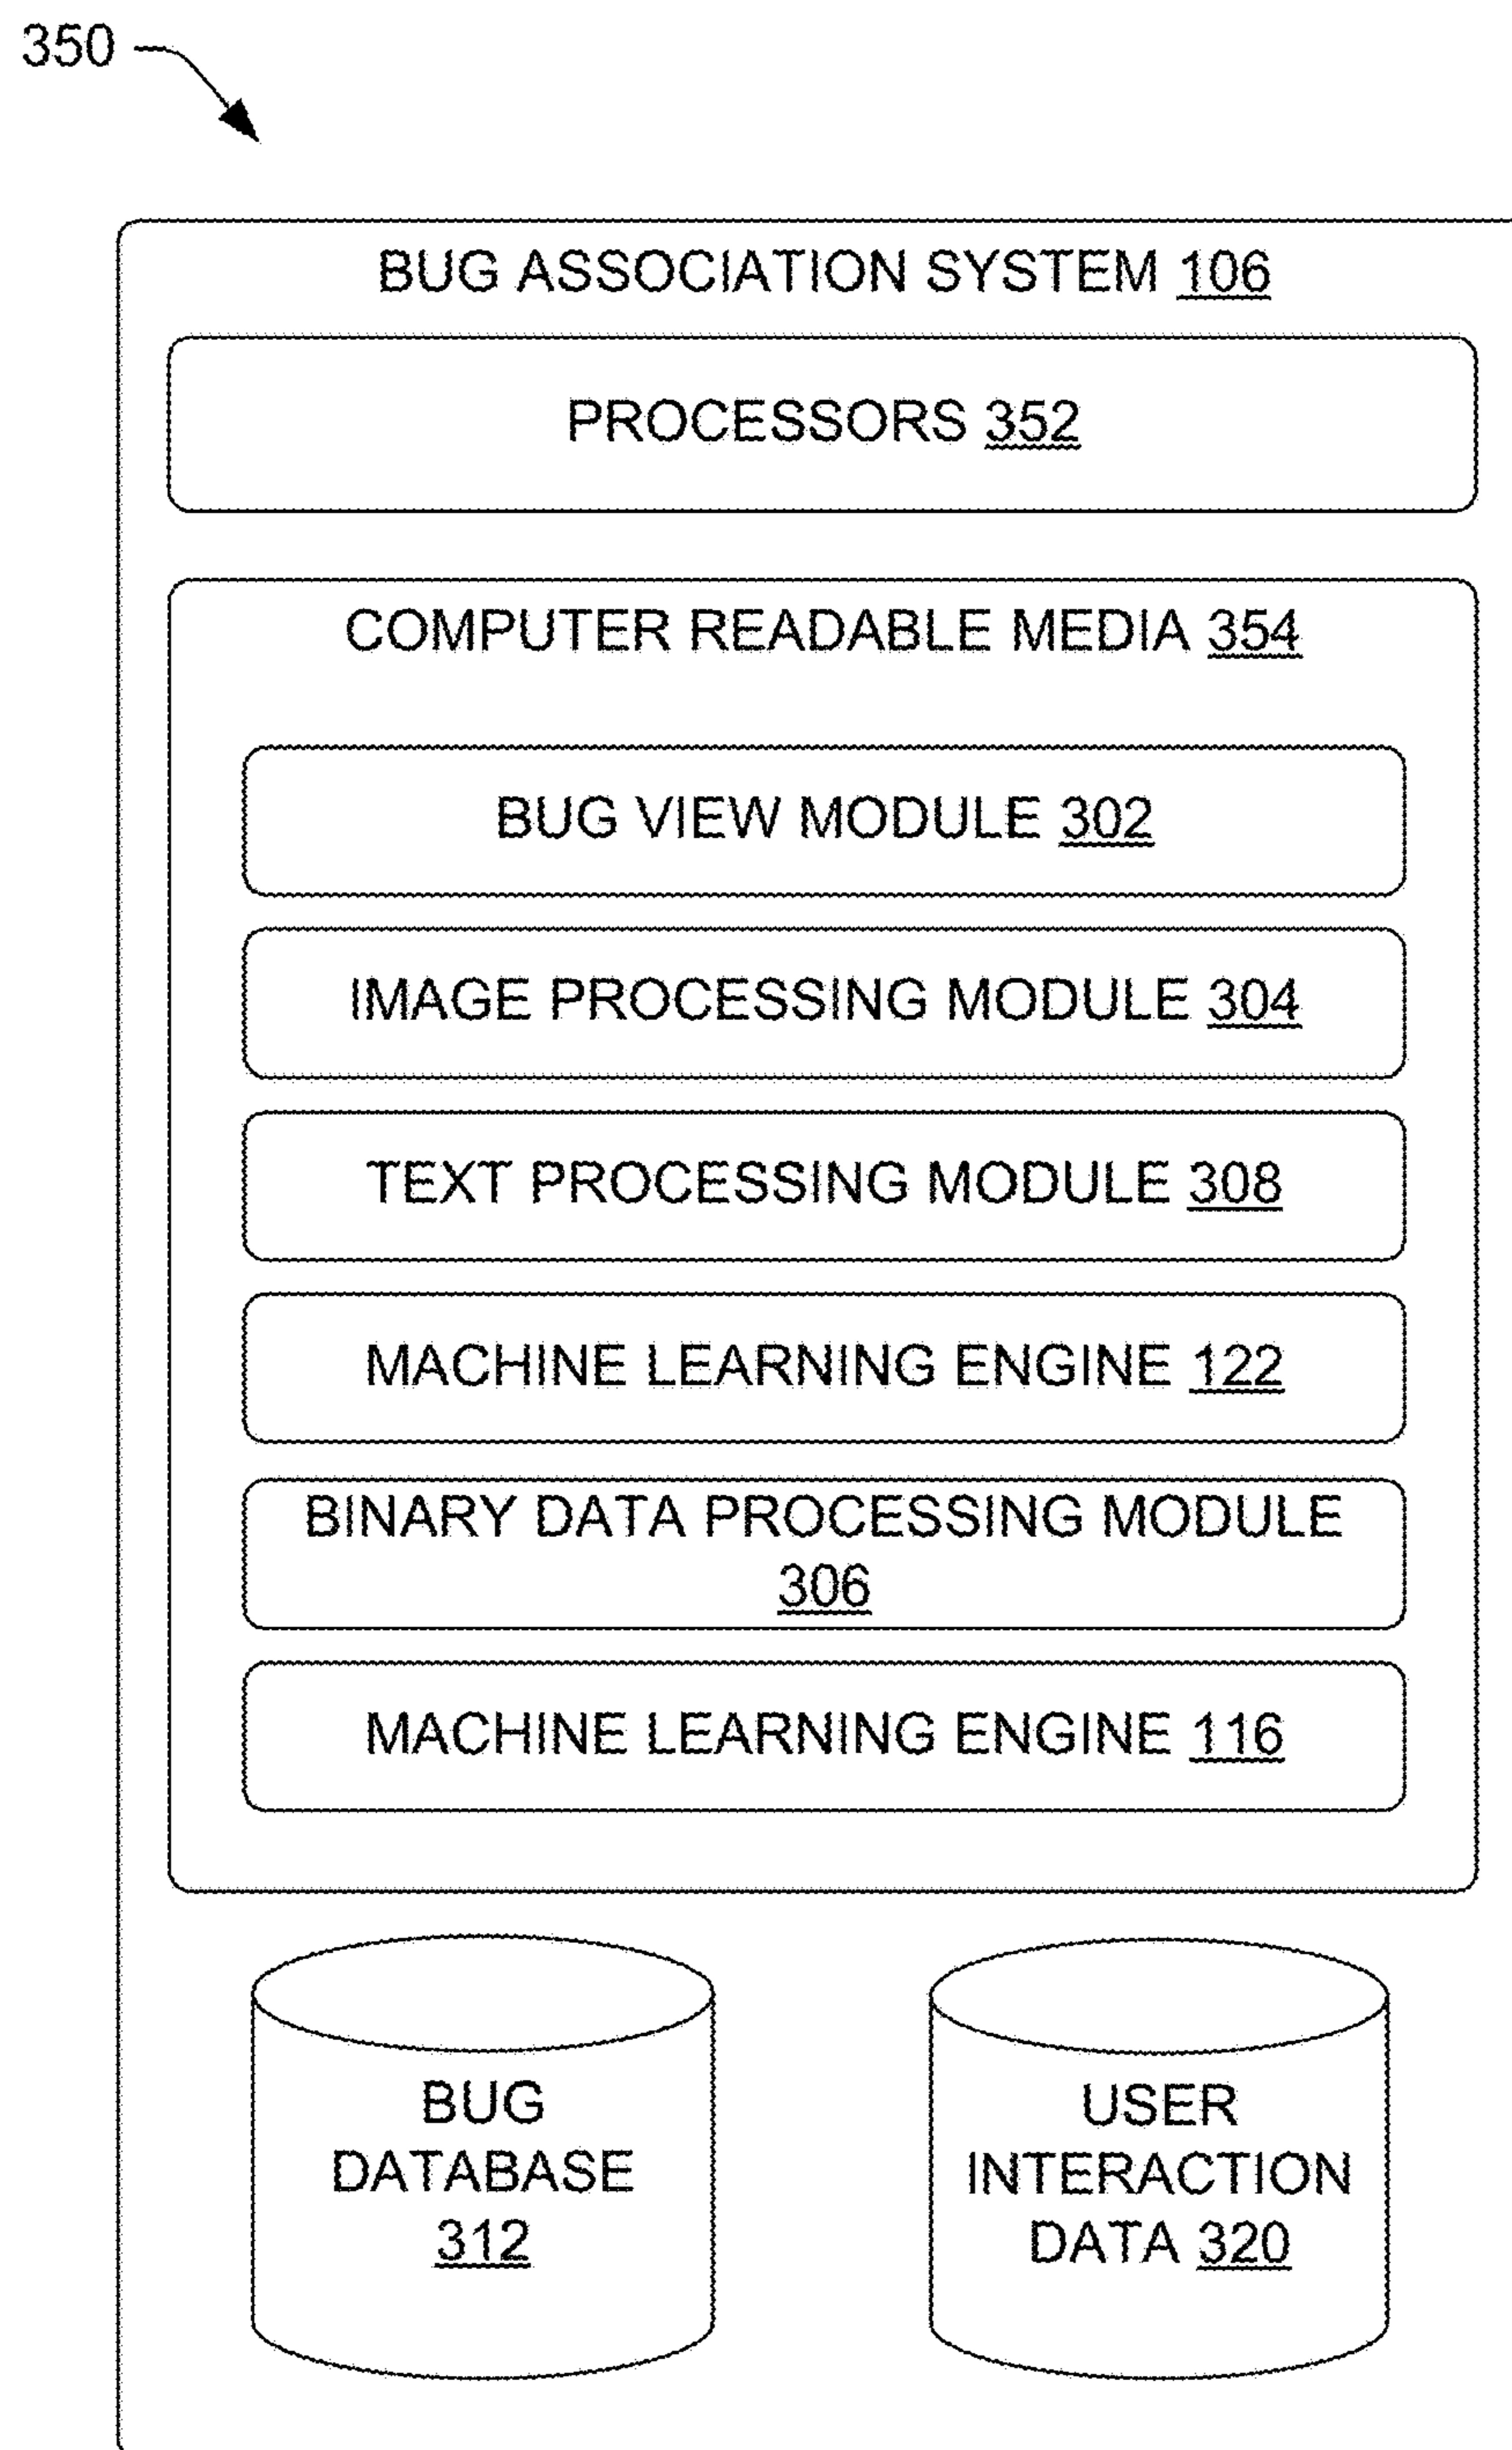 350
BUG ASSOCIATION SYSTEM 106
PROCESSORS 352
COMPUTER READABLE MEDIA 354
BUG VIEW MODULE 302
IMAGE PROCESSING MODULE 304
TEXT PROCESSING MODULE 308
MACHINE LEARNING ENGINE 122
BINARY DATA PROCESSING MODULE
306
MACHINE LEARNING ENGINE 116
BUG
DATABASE
312
USER
INTERACTION
DATA 320